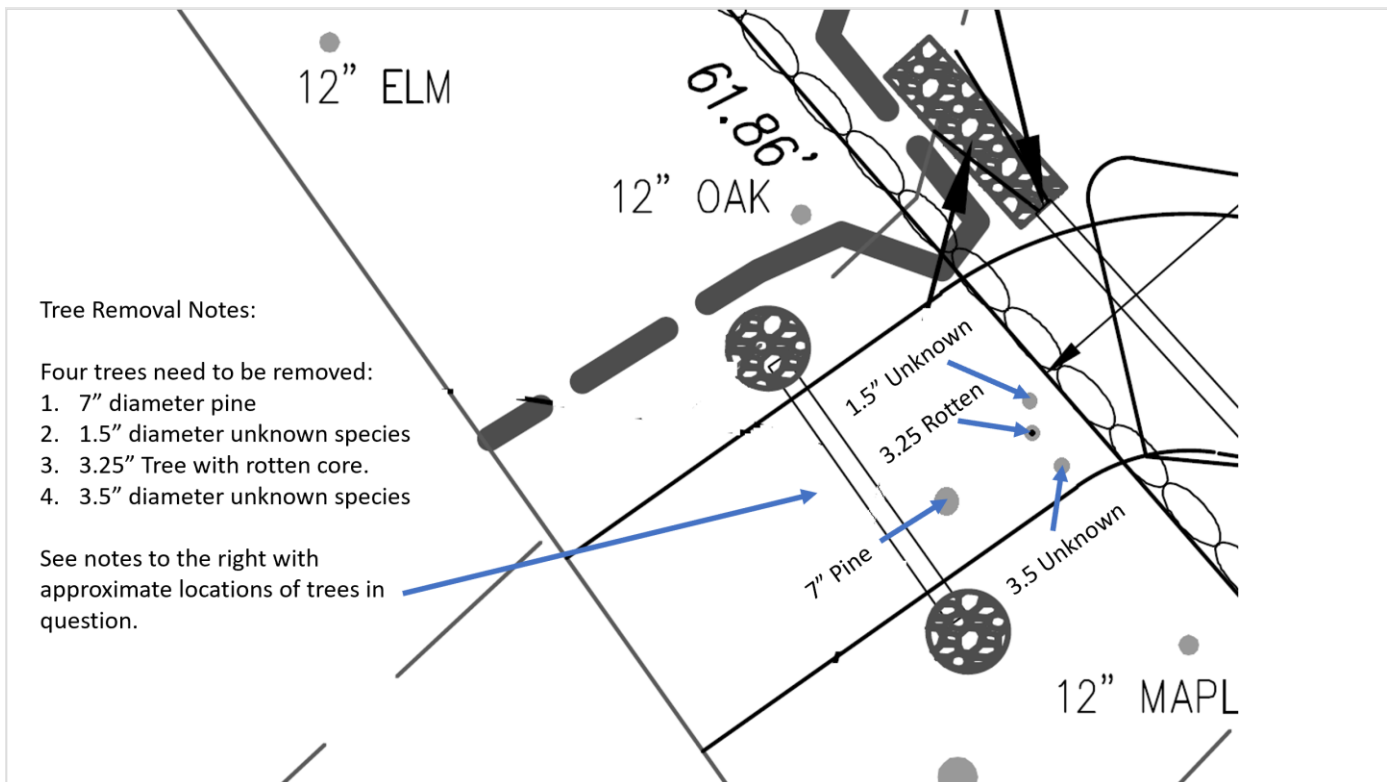 12” ELM
61.86’
12” OAK
Tree Removal Notes:
Four trees need to be removed:
1. 7” diameter pine
2. 1.5” diameter unknown species
3. 3.25” Tree with rotten core.
4. 3.5” diameter unknown species
See notes to the right with
approximate locations of trees in
question.
1.5” Unknown
3.25 Rotten
7” Pine
3.5 Unknown
12” MAPL